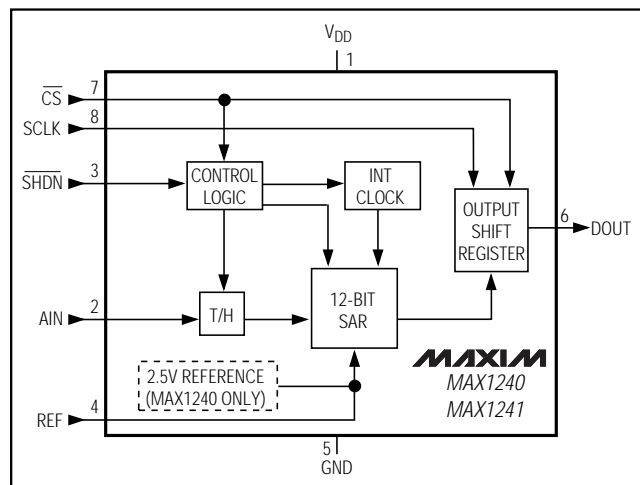 VDD
1
CS
7
SCLK
8
SHDN
3
CONTROL
LOGIC
INT
CLOCK
OUTPUT
SHIFT
REGISTER
6
DOUT
AIN
2
T/H
12-BIT
SAR
2.5V REFERENCE
(MAX1240 ONLY)
MAXIM
MAX1240
MAX1241
REF
4
5
GND